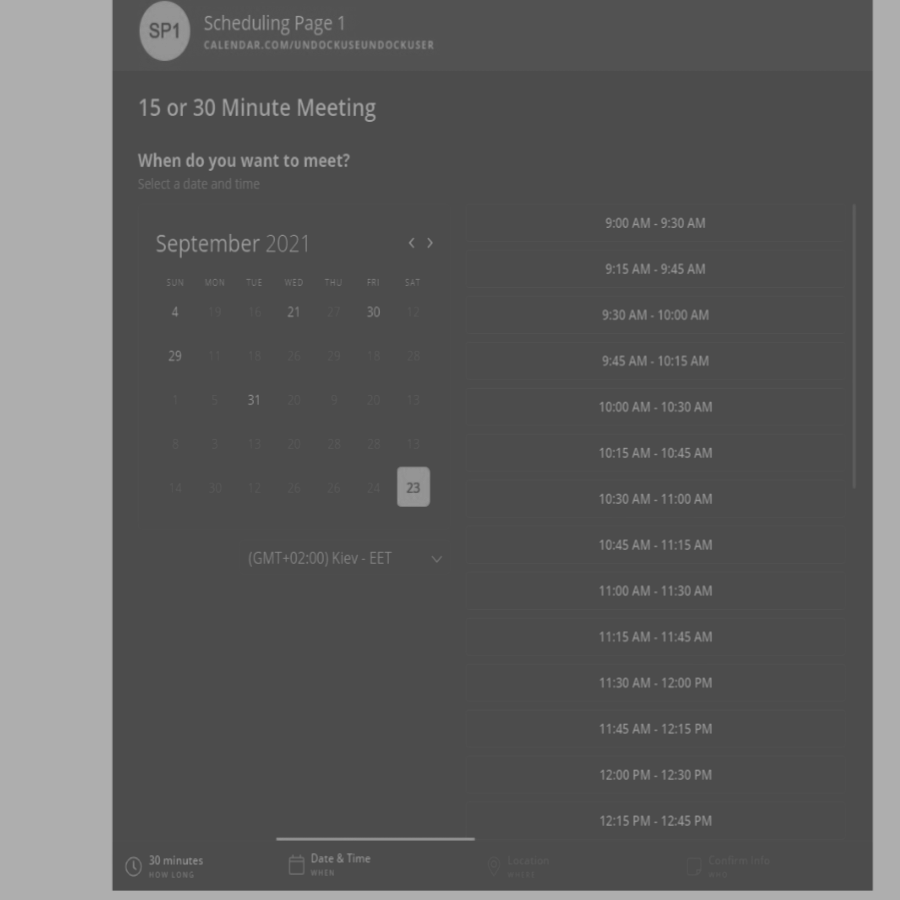 SP1
Scheduling Page 1
CALENDAR.COM/UNDOCKUSEUNDOCKUSER
15 or 30 Minute Meeting
When do you want to meet?
Select a date and time
September 2021
SUN MON TUE WED THU FRI SAT
4 19 16 21 27 30 12
29 11 18 26 29 18 28
1 5 31 20 9 20 13
8 3 13 20 28 28 13
14 30 12 26 26 24 23
(GMT+02:00) Kiev - EET
9:00 AM - 9:30 AM
9:15 AM - 9:45 AM
9:30 AM - 10:00 AM
9:45 AM - 10:15 AM
10:00 AM - 10:30 AM
10:15 AM - 10:45 AM
10:30 AM - 11:00 AM
10:45 AM - 11:15 AM
11:00 AM - 11:30 AM
11:15 AM - 11:45 AM
11:30 AM - 12:00 PM
11:45 AM - 12:15 PM
12:00 PM - 12:30 PM
12:15 PM - 12:45 PM
30 minutes
HOW LONG
Date & Time
WHEN
Location
WHERE
Confirm Info
WHO